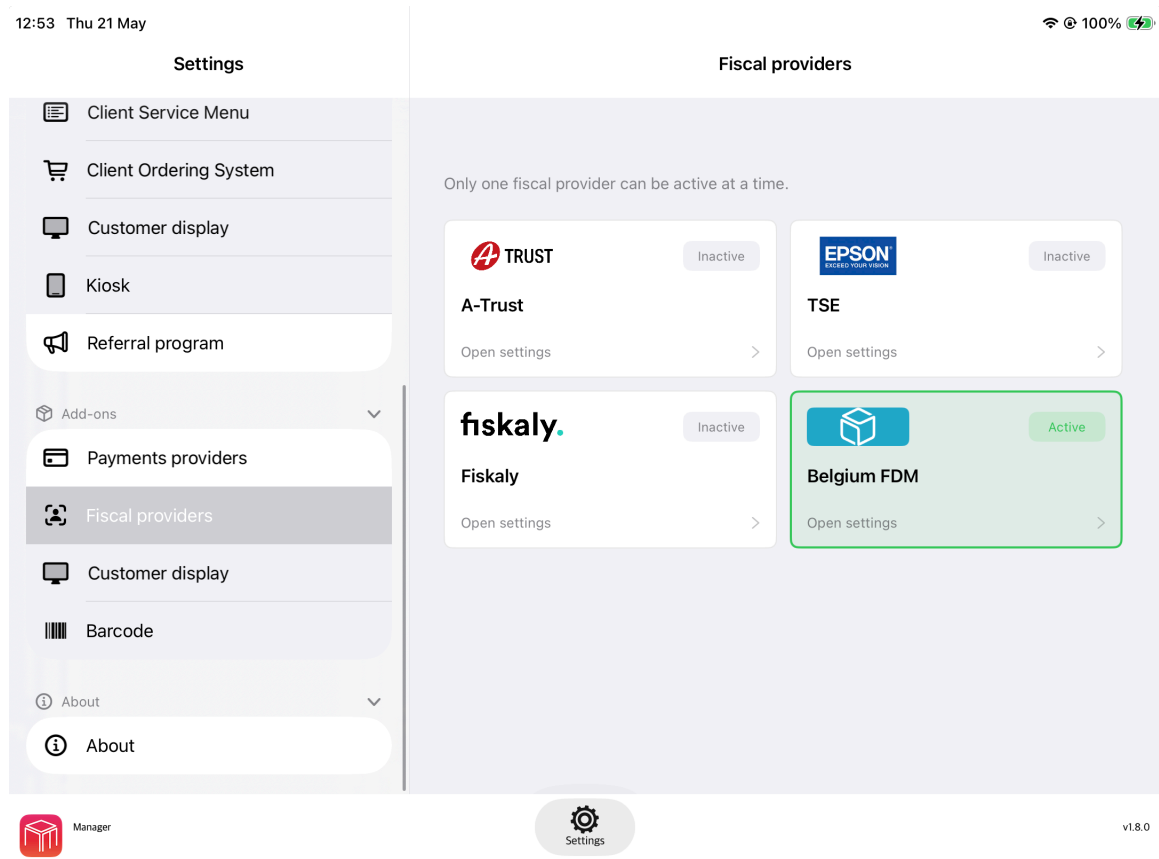 12:53 Thu 21 May
100%
Settings
Client Service Menu
Client Ordering System
Customer display
Kiosk
Referral program
Add-ons
Payments providers
Fiscal providers
Customer display
Barcode
About
About
Fiscal providers
Only one fiscal provider can be active at a time.
A TRUST
Inactive
A-Trust
Open settings
EPSON
EXCEED YOUR VISION
Inactive
TSE
Open settings
fiskaly.
Inactive
Fiskaly
Open settings
Active
Belgium FDM
Open settings
Manager
Settings
v1.8.0